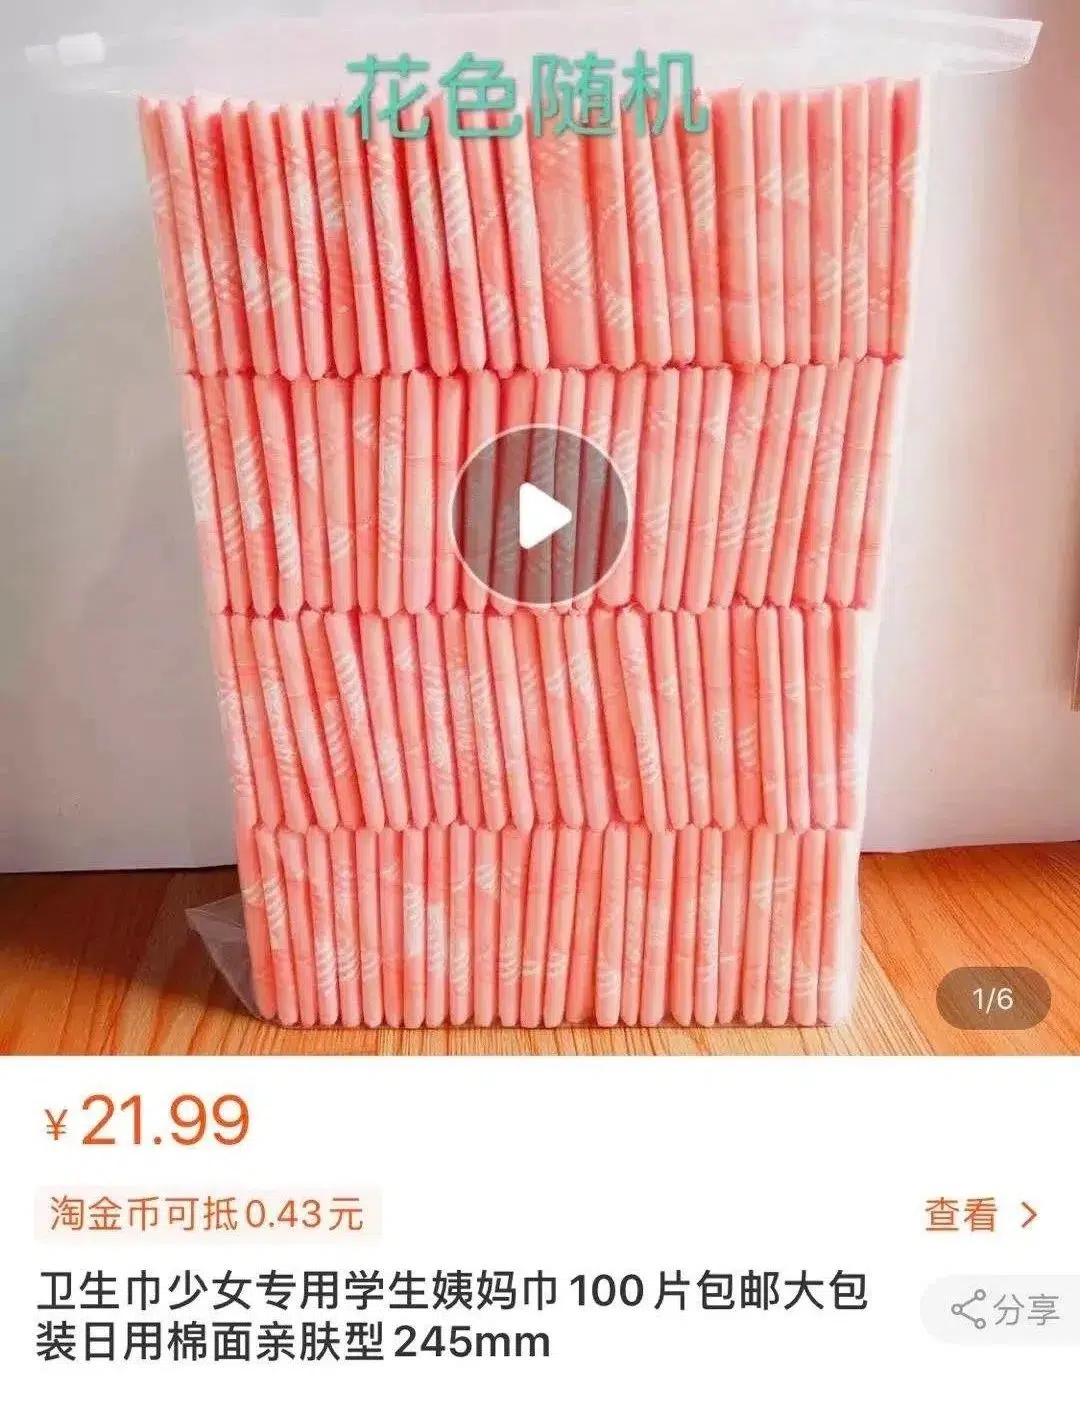 花色随机
1/6
¥21.99
淘金币可抵0.43元
查看 >
卫生巾少女专用学生姨妈巾100片包邮大包
装日用棉面亲肤型245mm
分享